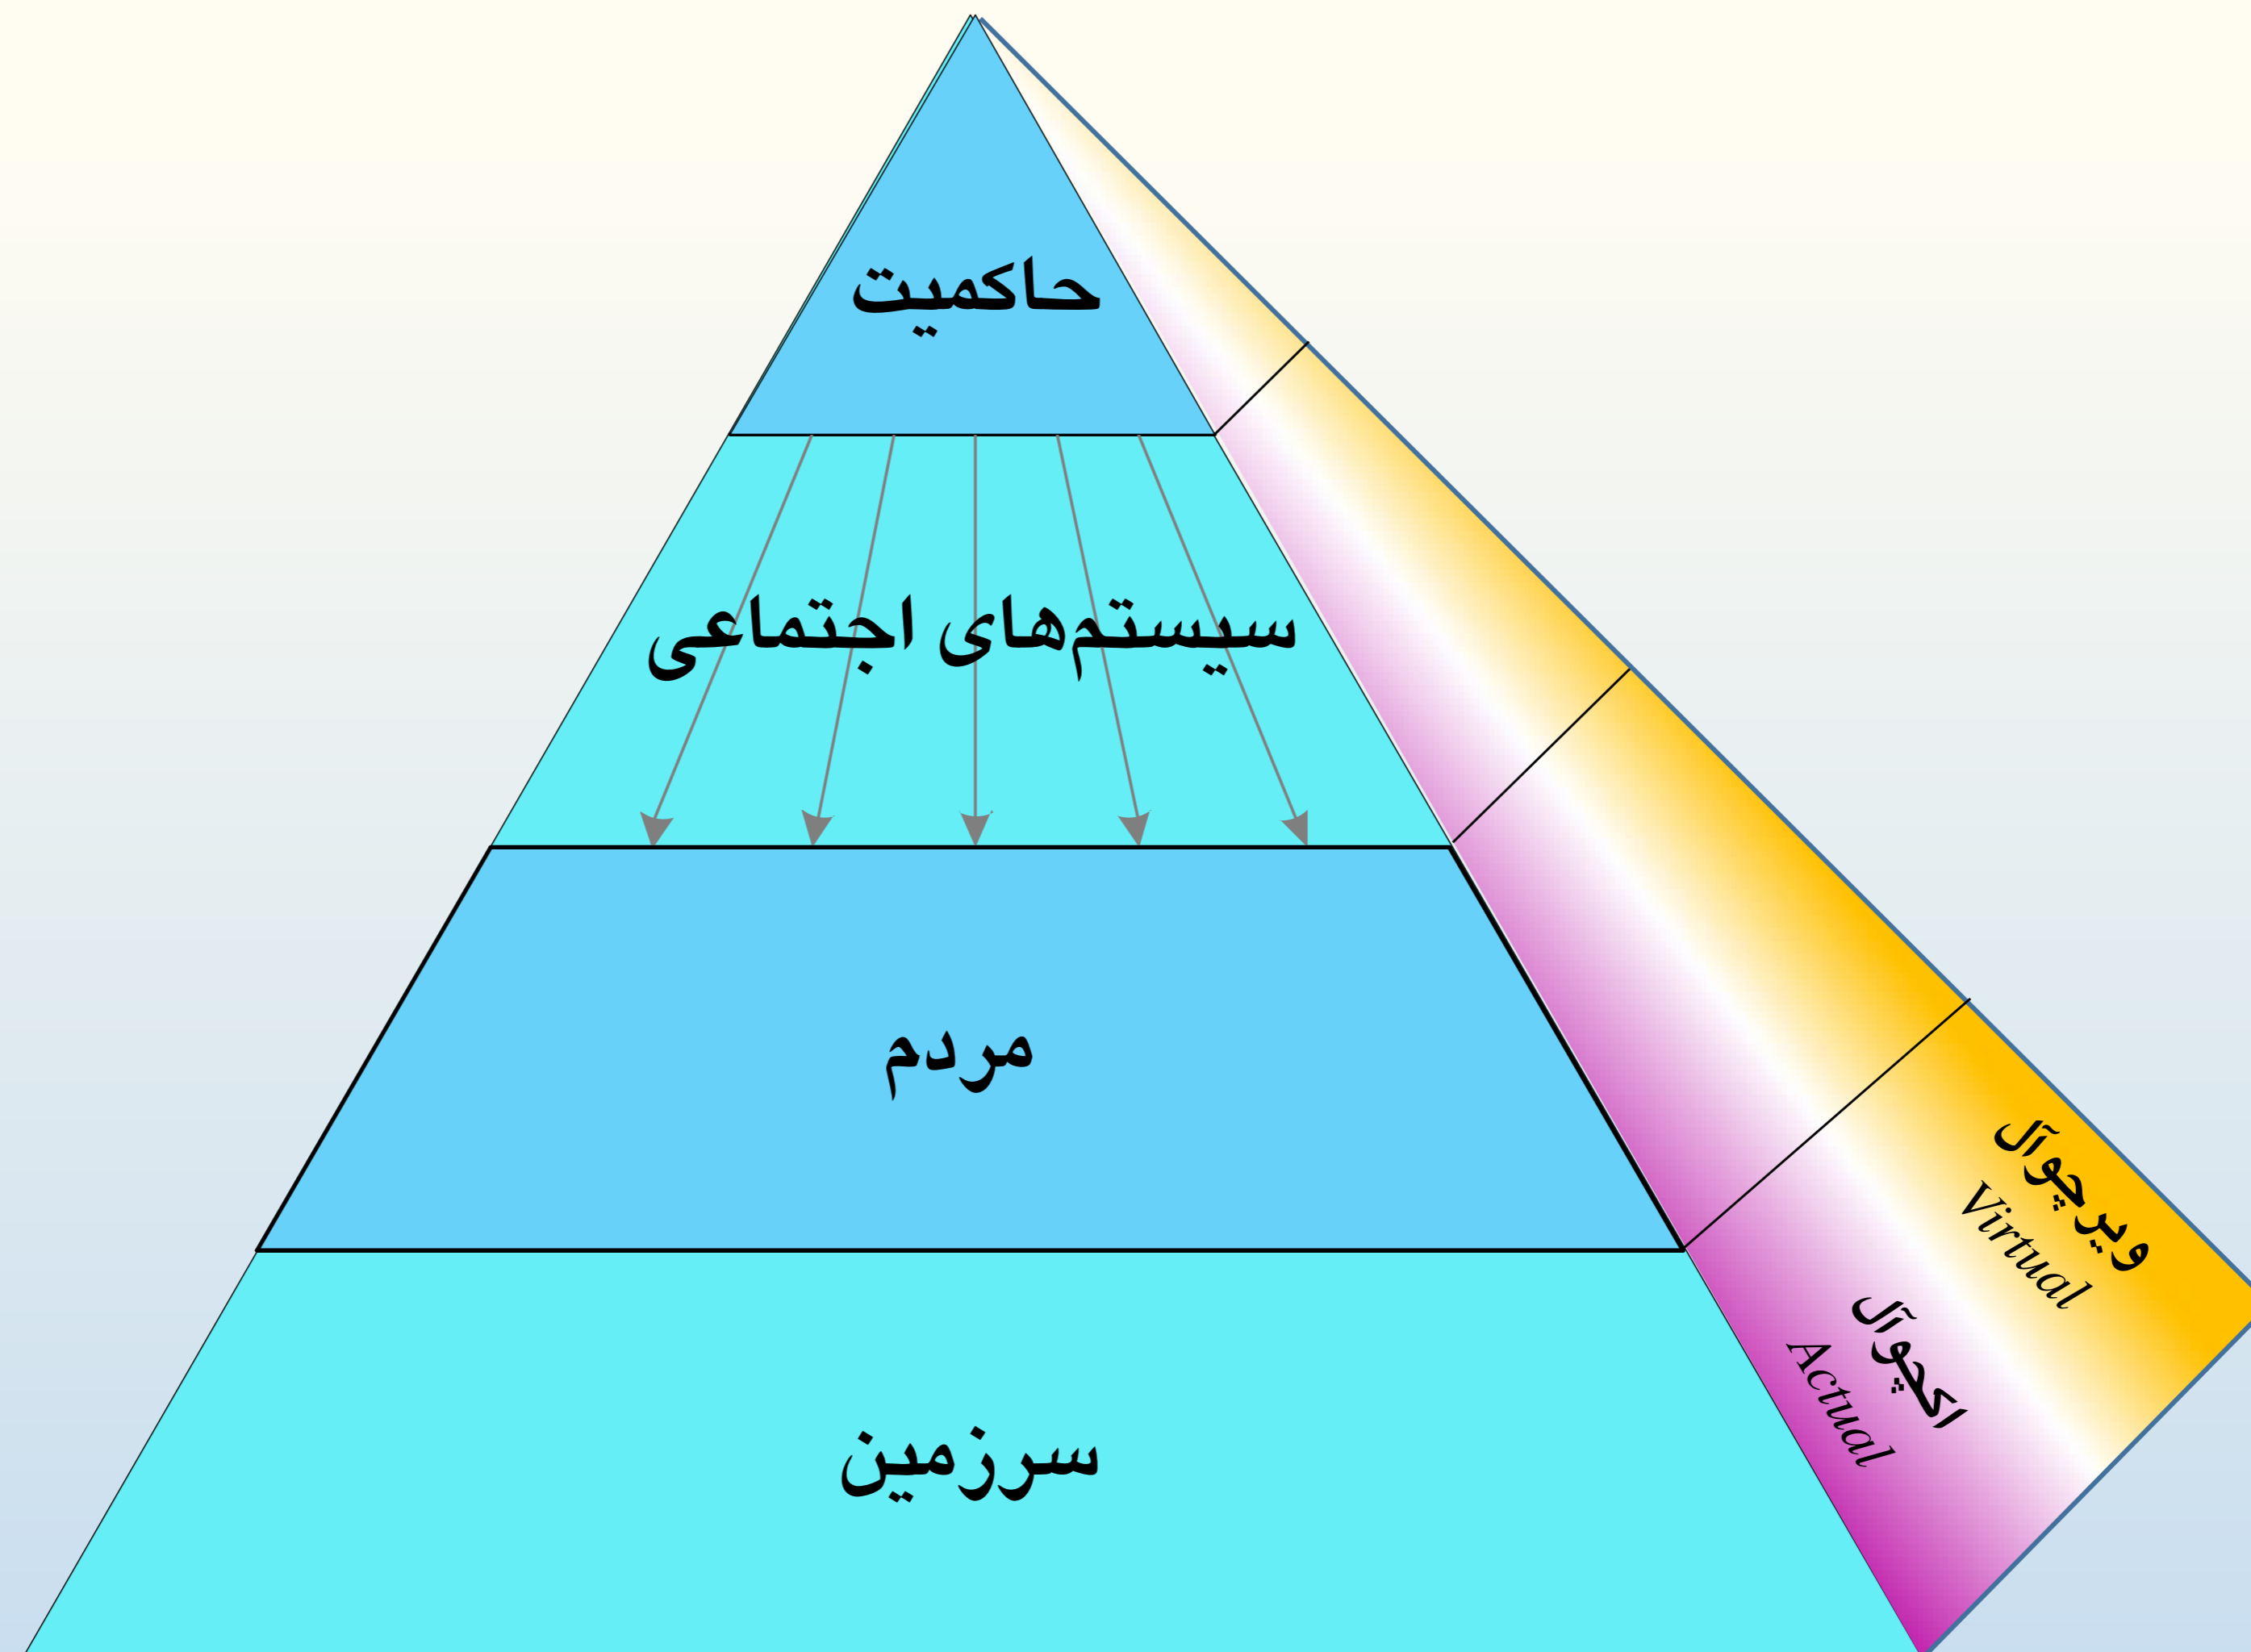 حاکمیت
سیستم‌های اجتماعی
مردم
سرزمین
ویرچوآل
Virtual
اکچوآل
Actual